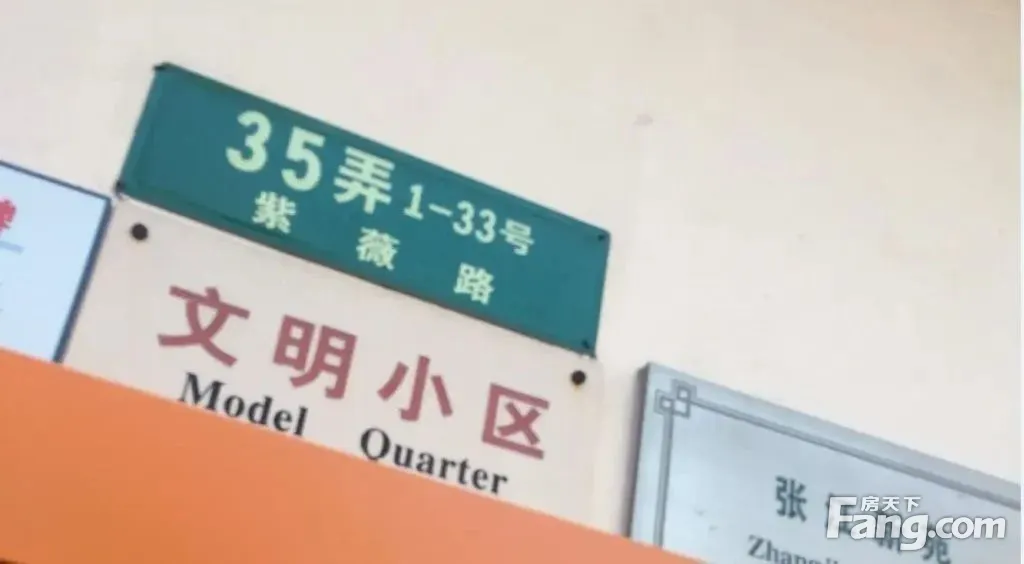 35弄1-33号
紫薇路
文明小区
Model Quarter
张
房天下
Fang.com
苑